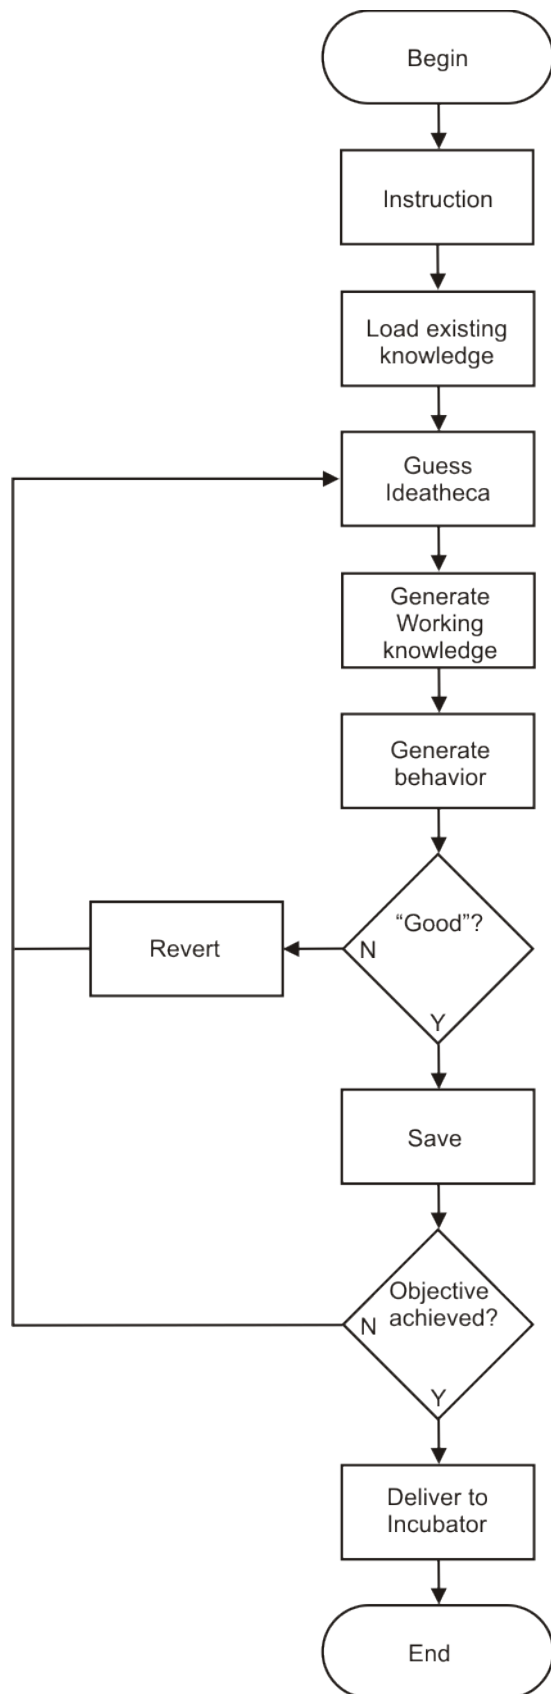 Begin
Instruction
Load existing
knowledge
Guess
Ideatheca
Generate
Working
knowledge
Generate
behavior
“Good”?
Revert
N
Y
Save
Objective
achieved?
N
Y
Deliver to
Incubator
End